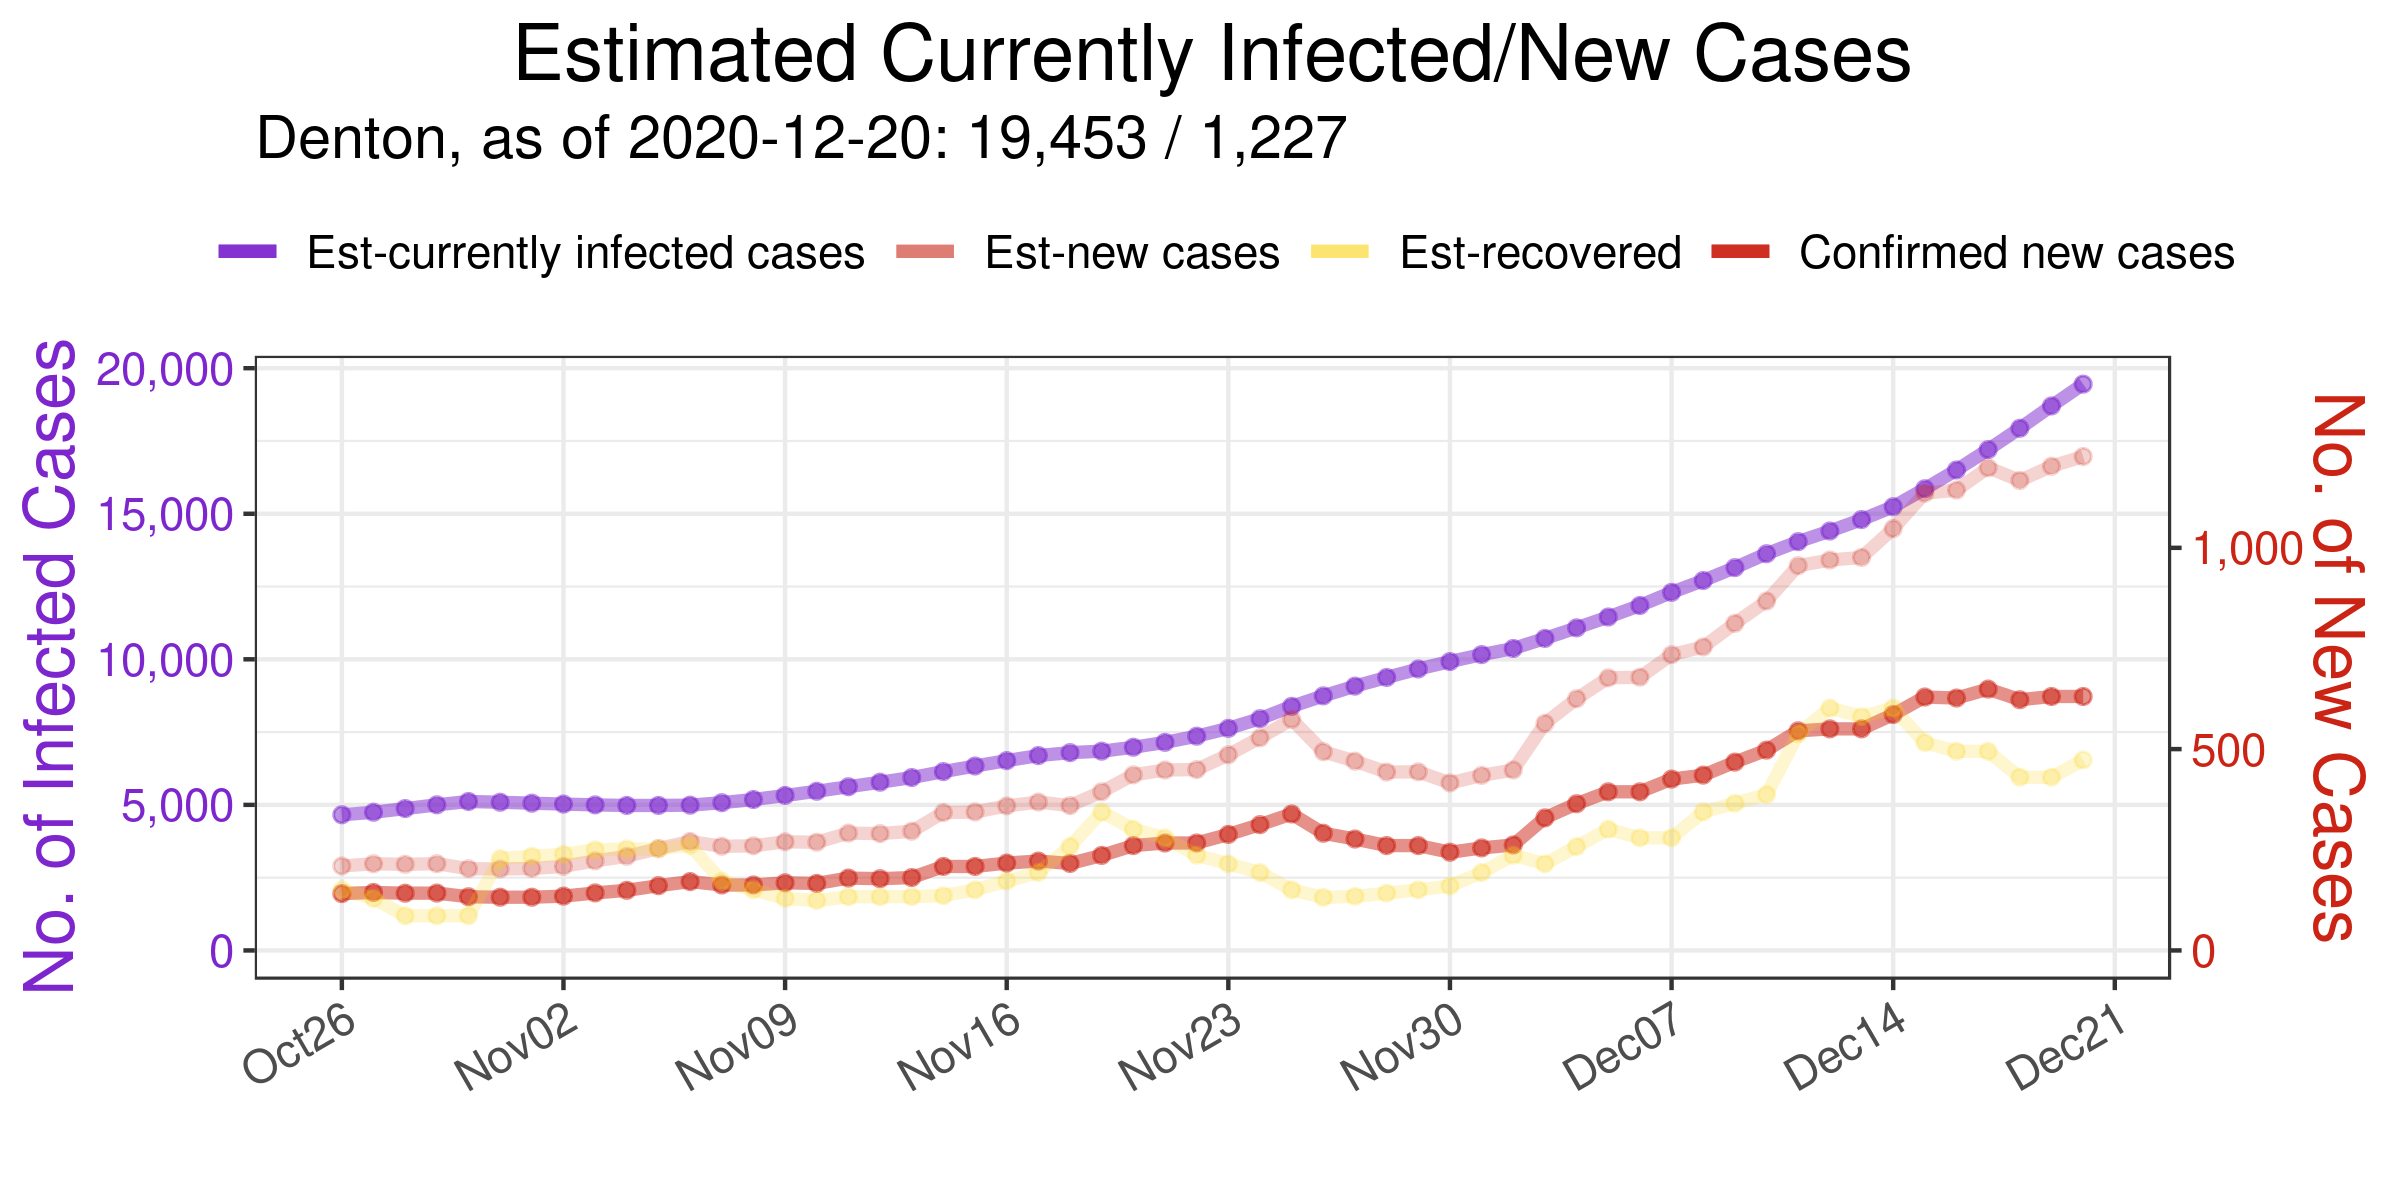 Estimated Currently Infected/New Cases
Denton, as of 2020-12-20: 19,453 / 1,227
Est-currently infected cases Est-new cases Est-recovered Confirmed new cases
No. of Infected Cases
20,000
15,000
10,000
5,000
0
1,000
500
0
No. of New Cases
Oct26 Nov02 Nov09 Nov16 Nov23 Nov30 Dec07 Dec14 Dec21